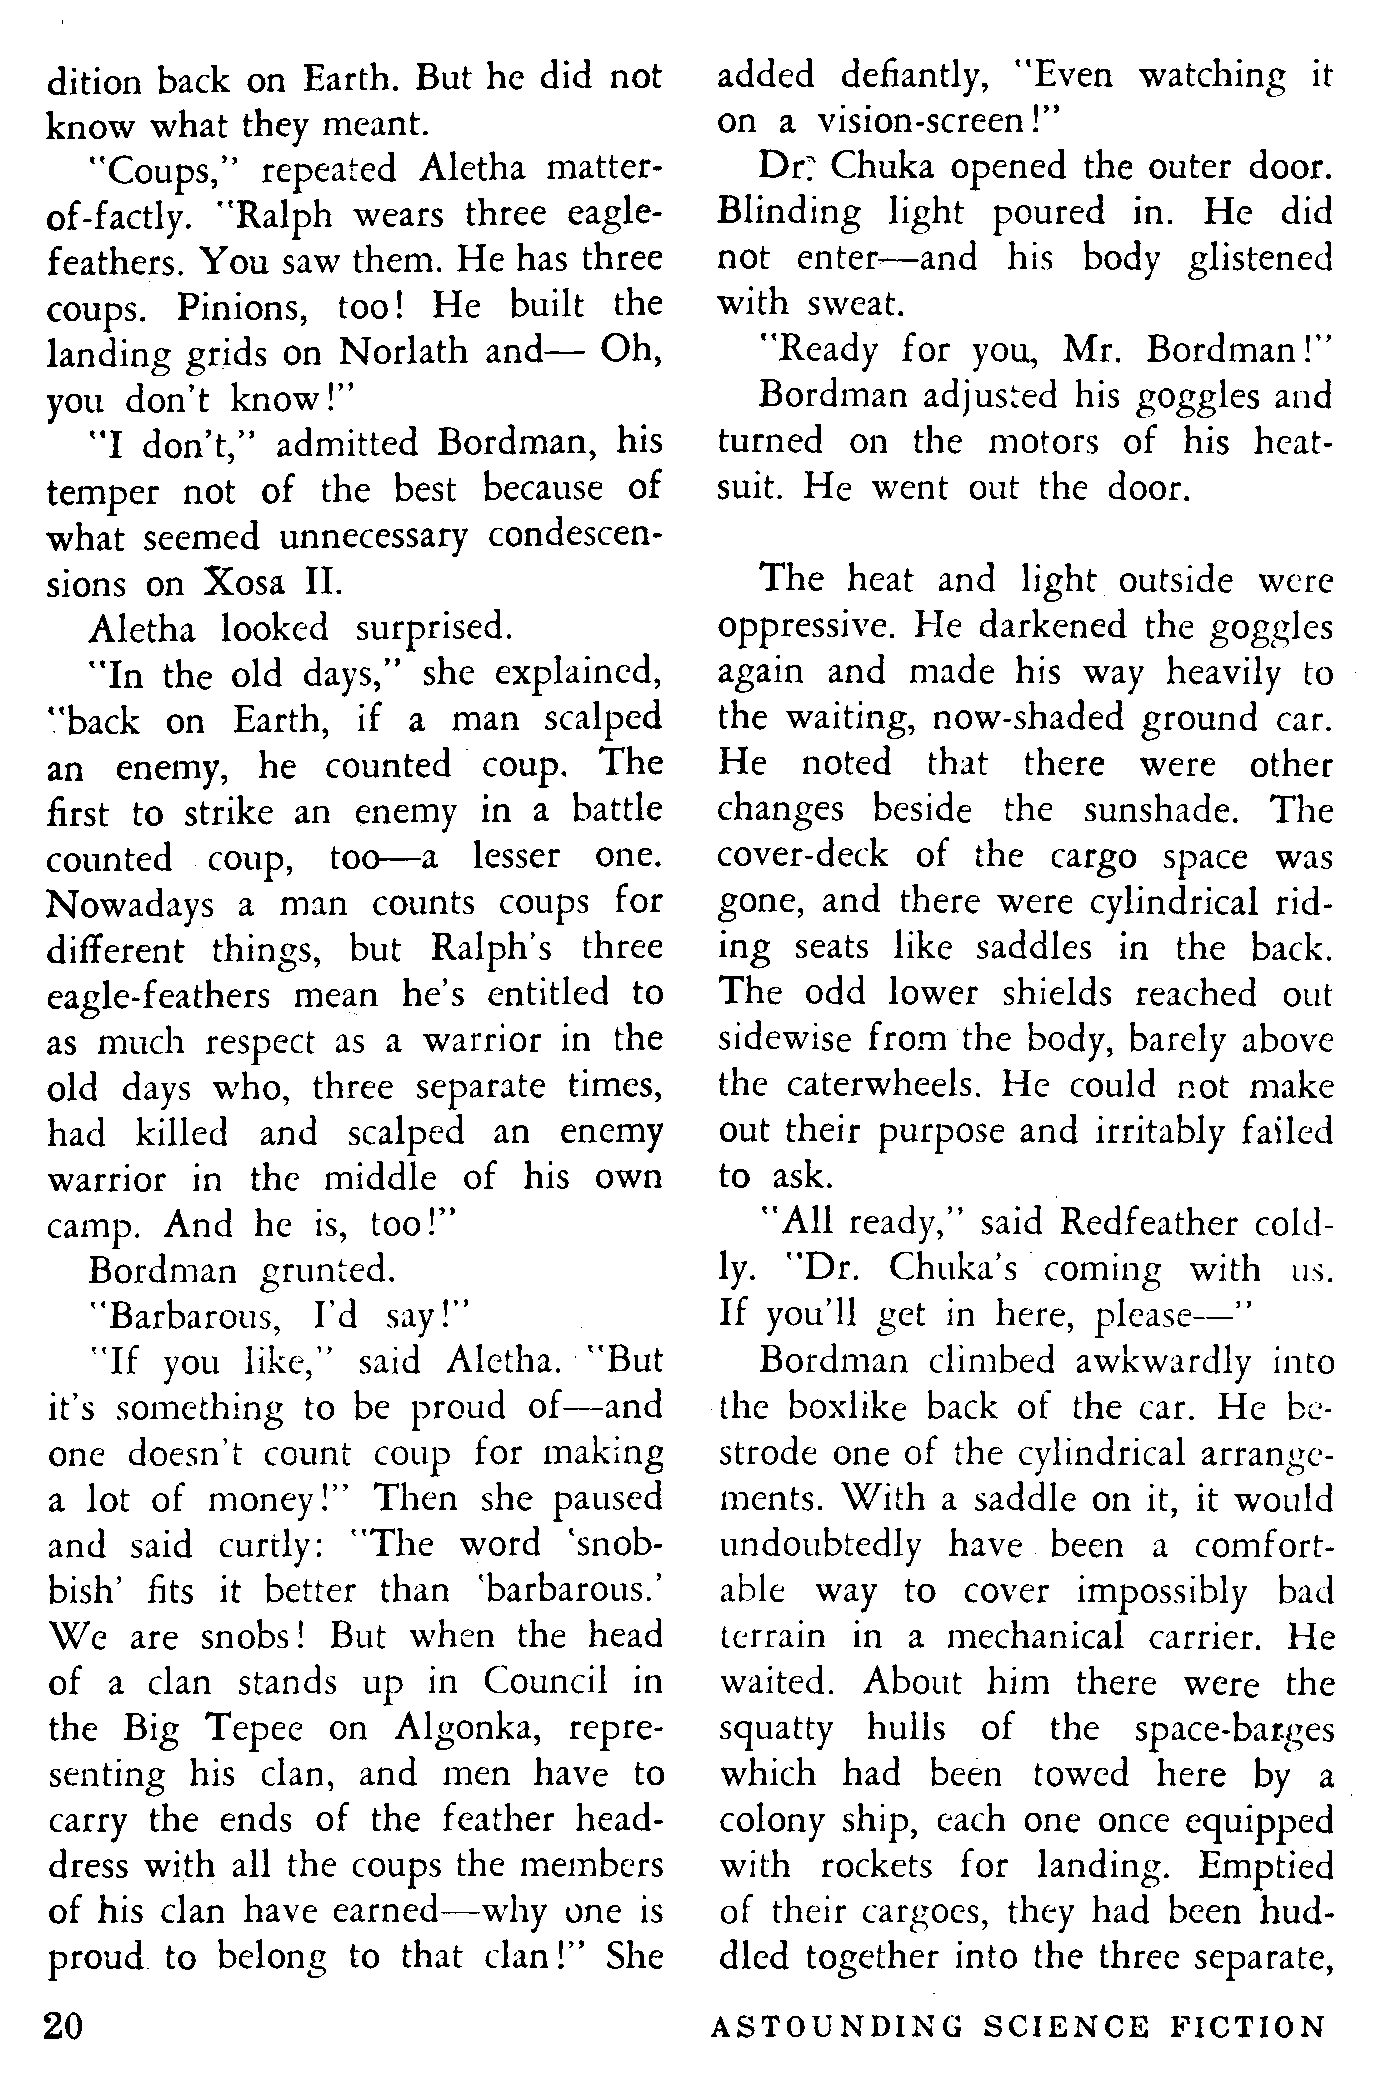 dition back on Earth. But he did not
know what they meant.
"Coups," repeated Aletha matter-
of-factly. "Ralph wears three eagle-
feathers. You saw them. He has three
coups. Pinions, too! He built the
landing grids on Norlath and— Oh,
you don't know!"
"I don't," admitted Bordman, his
temper not of the best because of
what seemed unnecessary condescen-
sions on Xosa II.
Aletha looked surprised.
"In the old days," she explained,
"back on Earth, if a man scalped
an enemy, he counted coup. The
first to strike an enemy in a battle
counted coup, too—a lesser one.
Nowadays a man counts coups for
different things, but Ralph's three
eagle-feathers mean he's entitled to
as much respect as a warrior in the
old days who, three separate times,
had killed and scalped an enemy
warrior in the middle of his own
camp. And he is, too!"
Bordman grunted.
"Barbarous, I'd say!"
"If you like," said Aletha. "But
it's something to be proud of—and
one doesn't count coup for making
a lot of money!" Then she paused
and said curtly: "The word 'snob-
bish' fits it better than 'barbarous.'
We are snobs! But when the head
of a clan stands up in Council in
the Big Tepee on Algonka, repre-
senting his clan, and men have to
carry the ends of the feather head-
dress with all the coups the members
of his clan have earned—why one is
proud to belong to that clan!" She
added defiantly, "Even watching it
on a vision-screen!"
Dr. Chuka opened the outer door.
Blinding light poured in. He did
not enter—and his body glistened
with sweat.
"Ready for you, Mr. Bordman!"
Bordman adjusted his goggles and
turned on the motors of his heat-
suit. He went out the door.
The heat and light outside were
oppressive. He darkened the goggles
again and made his way heavily to
the waiting, now-shaded ground car.
He noted that there were other
changes beside the sunshade. The
cover-deck of the cargo space was
gone, and there were cylindrical rid-
ing seats like saddles in the back.
The odd lower shields reached out
sidewise from the body, barely above
the caterwheels. He could not make
out their purpose and irritably failed
to ask.
"All ready," said Redfeather cold-
ly. "Dr. Chuka's coming with us.
If you'll get in here, please—"
Bordman climbed awkwardly into
the boxlike back of the car. He be-
strode one of the cylindrical arrange-
ments. With a saddle on it, it would
undoubtedly have been a comfort-
able way to cover impossibly bad
terrain in a mechanical carrier. He
waited. About him there were the
squatty hulls of the space-barges
which had been towed here by a
colony ship, each one once equipped
with rockets for landing. Emptied
of their cargoes, they had been hud-
dled together into the three separate,
20
ASTOUNDING SCIENCE FICTION